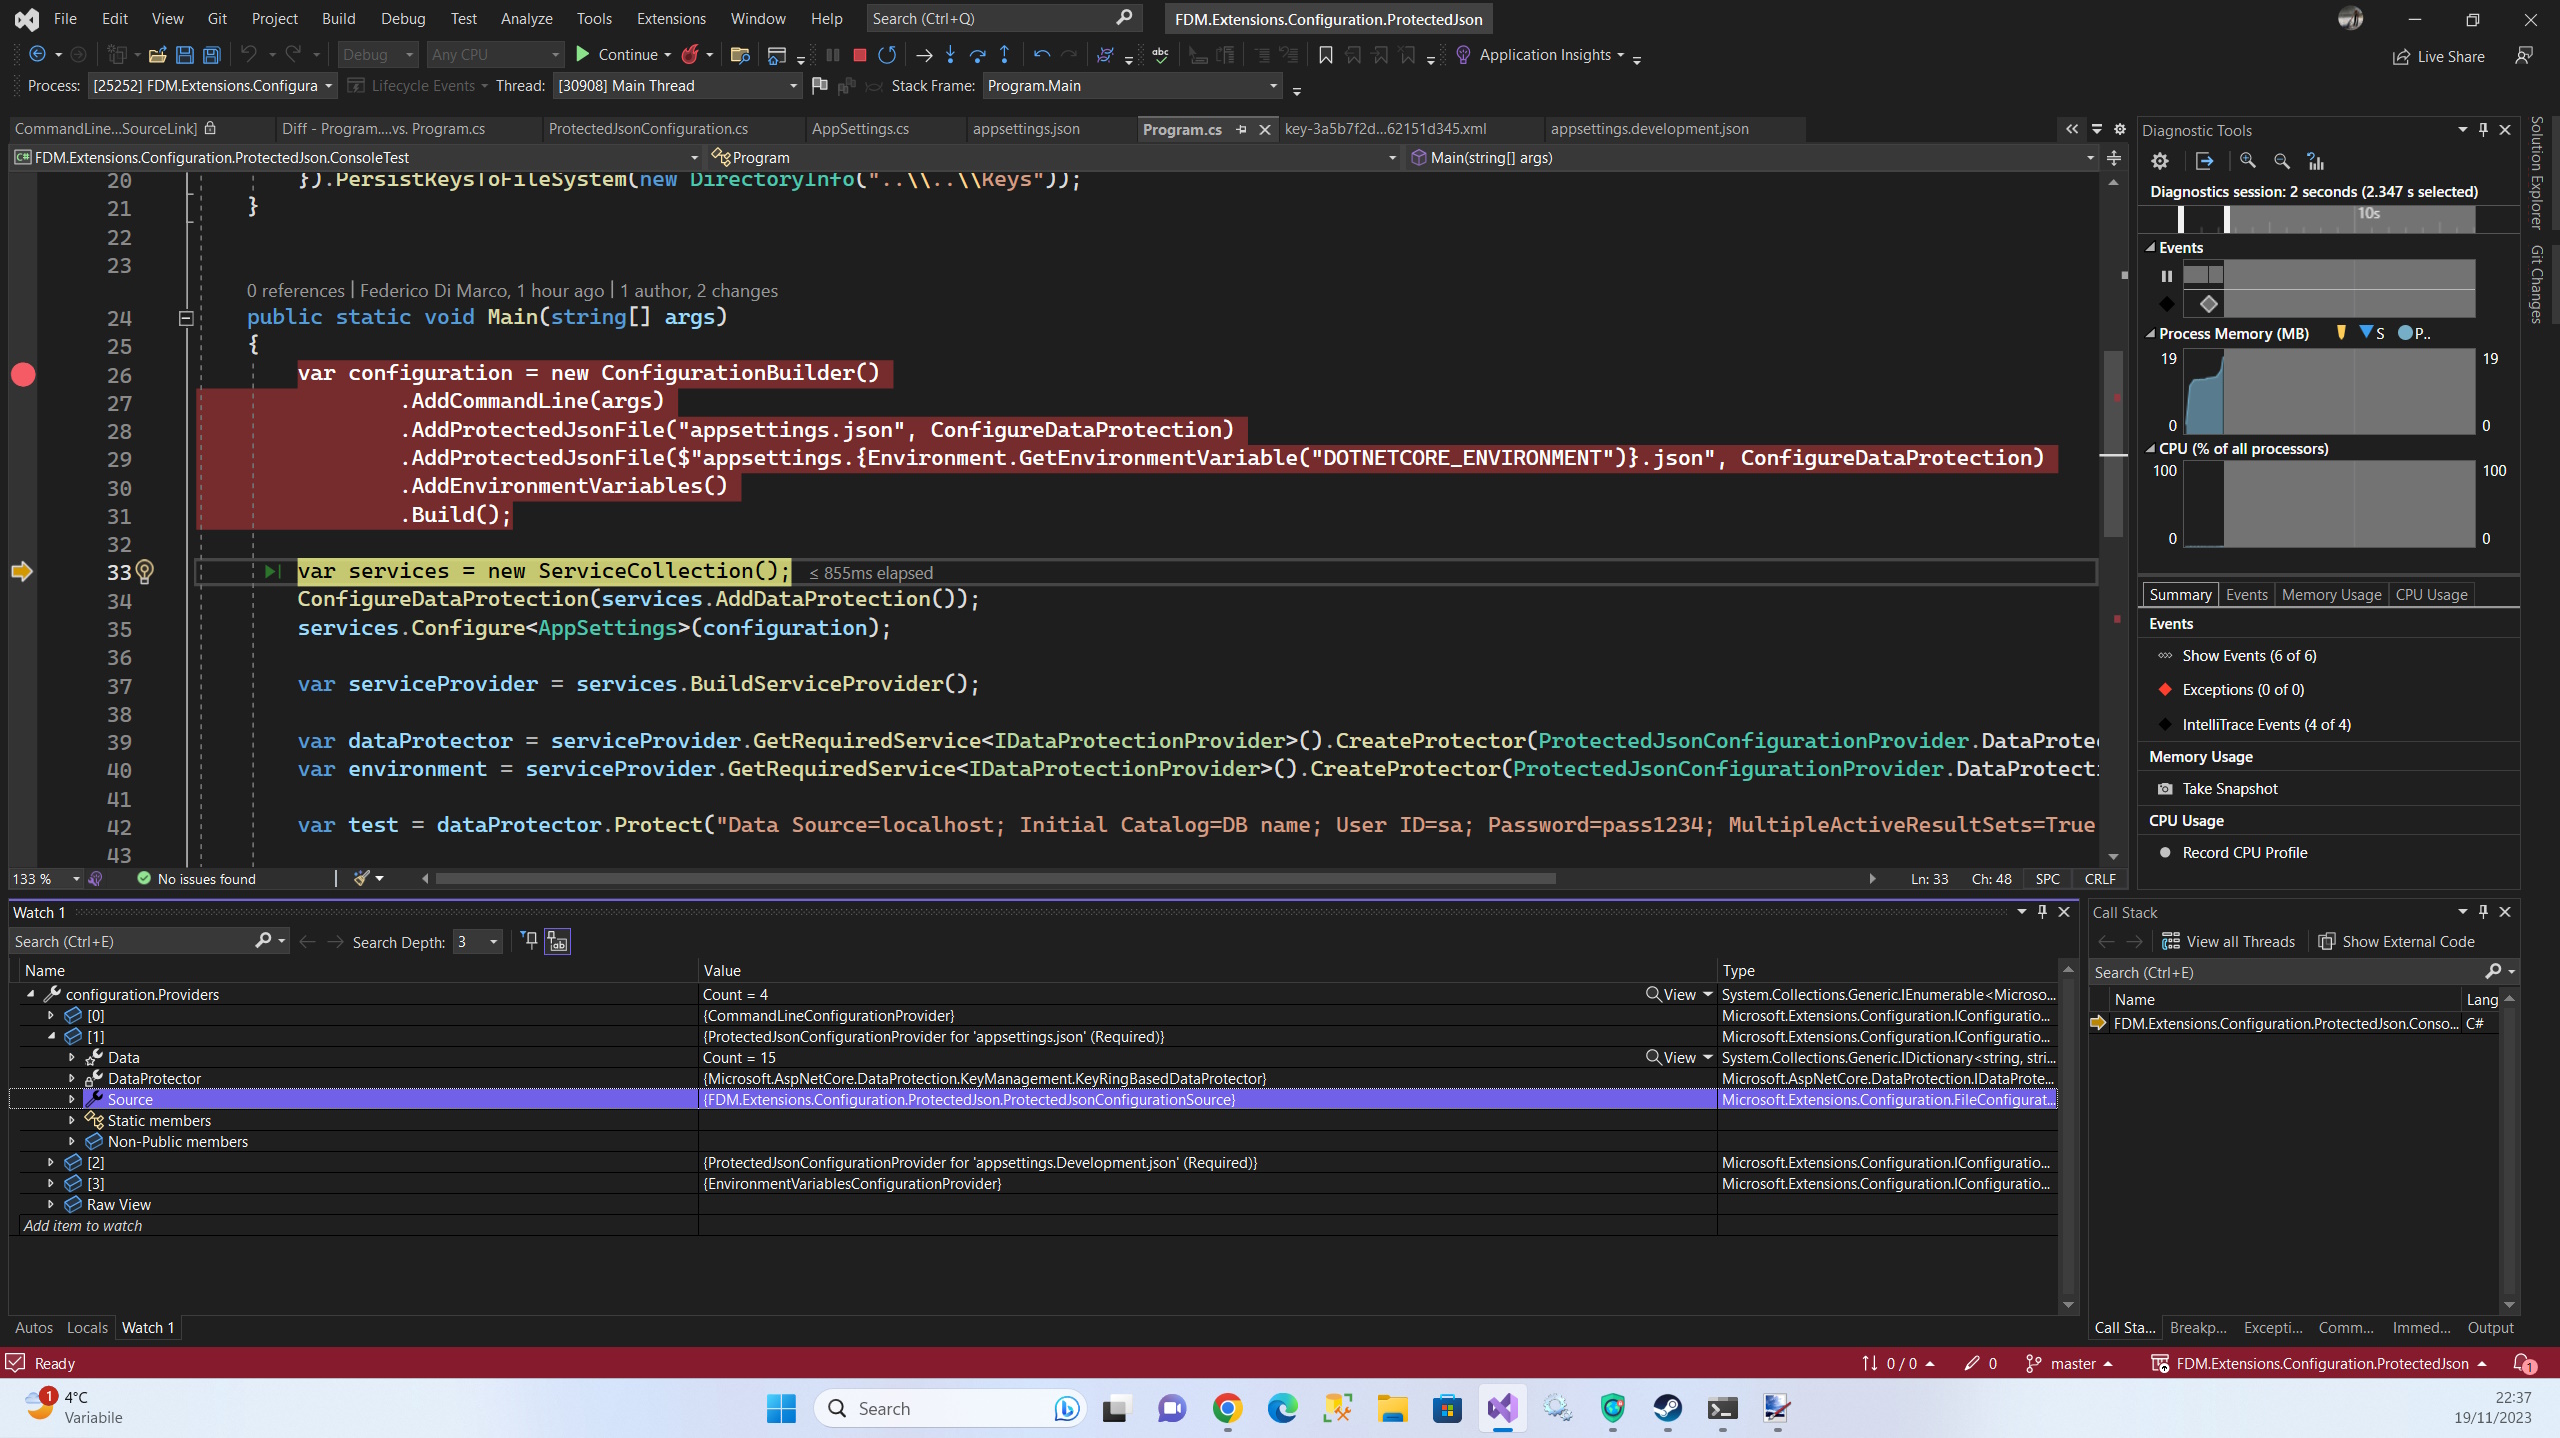 File Edit View Git Project Build Debug Test Analyze Tools Extensions Window Help Search (Ctrl+Q) FDM.Extensions.Configuration.ProtectedJson
Debug Any CPU Continue Application Insights Live Share
Process: [25252] FDM.Extensions.Configura Lifecycle Events Thread: [30908] Main Thread Stack Frame: Program.Main
CommandLine...SourceLink] Diff - Program....vs. Program.cs ProtectedJsonConfiguration.cs AppSettings.cs appsettings.json Program.cs key-3a5b7f2d...62151d345.xml appsettings.development.json
FDM.Extensions.Configuration.ProtectedJson.ConsoleTest Program Main(string[] args)
20 }).PersistKeysToFileSystem(new DirectoryInfo("..\\..\\Keys"));
21 }
22
23
0 references | Federico Di Marco, 1 hour ago | 1 author, 2 changes
24 public static void Main(string[] args)
25 {
26 var configuration = new ConfigurationBuilder()
27 .AddCommandLine(args)
28 .AddProtectedJsonFile("appsettings.json", ConfigureDataProtection)
29 .AddProtectedJsonFile($"appsettings.{Environment.GetEnvironmentVariable("DOTNETCORE_ENVIRONMENT")}.json", ConfigureDataProtection)
30 .AddEnvironmentVariables()
31 .Build();
32
33 var services = new ServiceCollection(); ≤ 855ms elapsed
34 ConfigureDataProtection(services.AddDataProtection());
35 services.Configure<AppSettings>(configuration);
36
37 var serviceProvider = services.BuildServiceProvider();
38
39 var dataProtector = serviceProvider.GetRequiredService<IDataProtectionProvider>().CreateProtector(ProtectedJsonConfigurationProvider.DataProte
40 var environment = serviceProvider.GetRequiredService<IDataProtectionProvider>().CreateProtector(ProtectedJsonConfigurationProvider.DataProtect
41
42 var test = dataProtector.Protect("Data Source=localhost; Initial Catalog=DB name; User ID=sa; Password=pass1234; MultipleActiveResultSets=True
43
133 % No issues found Ln: 33 Ch: 48 SPC CRLF
Diagnostic Tools
Diagnostics session: 2 seconds (2.347 s selected)
10s
Events
Process Memory (MB) S P..
19 19
0 0
CPU (% of all processors)
100 100
0 0
Summary Events Memory Usage CPU Usage
Events
Show Events (6 of 6)
Exceptions (0 of 0)
IntelliTrace Events (4 of 4)
Memory Usage
Take Snapshot
CPU Usage
Record CPU Profile
Solution Explorer
Git Changes
Watch 1
Search (Ctrl+E) Search Depth: 3
Name Value Type
configuration.Providers Count = 4 View System.Collections.Generic.IEnumerable<Microso...
[0] {CommandLineConfigurationProvider} Microsoft.Extensions.Configuration.IConfiguratio...
[1] {ProtectedJsonConfigurationProvider for 'appsettings.json' (Required)} Microsoft.Extensions.Configuration.IConfiguratio...
Data Count = 15 View System.Collections.Generic.IDictionary<string, stri...
DataProtector {Microsoft.AspNetCore.DataProtection.KeyManagement.KeyRingBasedDataProtector} Microsoft.AspNetCore.DataProtection.IDataProte...
Source {FDM.Extensions.Configuration.ProtectedJson.ProtectedJsonConfigurationSource} Microsoft.Extensions.Configuration.FileConfigurat...
Static members
Non-Public members
[2] {ProtectedJsonConfigurationProvider for 'appsettings.Development.json' (Required)} Microsoft.Extensions.Configuration.IConfiguratio...
[3] {EnvironmentVariablesConfigurationProvider} Microsoft.Extensions.Configuration.IConfiguratio...
Raw View
Add item to watch
Autos Locals Watch 1
Call Stack
View all Threads Show External Code
Search (Ctrl+E)
Name Lang
FDM.Extensions.Configuration.ProtectedJson.Conso... C#
Call Sta... Breakp... Excepti... Comm... Immed... Output
Ready 0 / 0 0 master FDM.Extensions.Configuration.ProtectedJson 1
1 4°C
Variabile
Search
22:37
19/11/2023